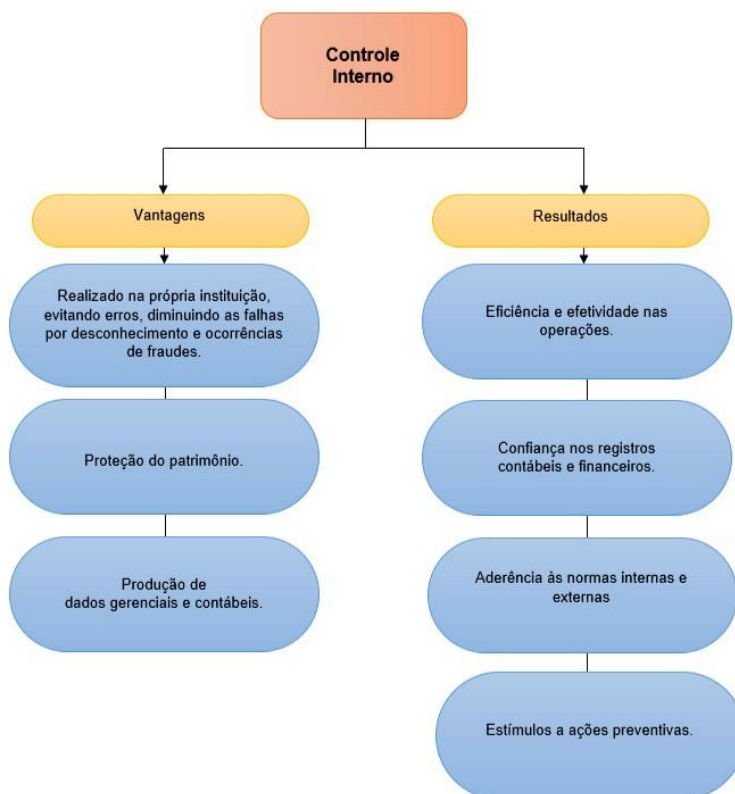 Controle
Interno
Vantagens
Realizado na própria instituição,
evitando erros, diminuindo as falhas
por desconhecimento e ocorrências
de fraudes.
Proteção do patrimônio.
Produção de
dados gerenciais e contábeis.
Resultados
Eficiência e efetividade nas
operações.
Confiança nos registros
contábeis e financeiros.
Aderência às normas internas e
externas
Estímulos a ações preventivas.